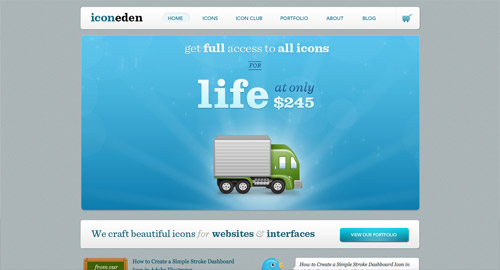 iconeden HOME ICONS ICON CLUB PORTFOLIO ABOUT BLOG
get full access to all icons
FOR
life at only
$245
We craft beautiful icons for websites & interfaces VIEW OUR PORTFOLIO
from our
How to Create a Simple Stroke Dashboard
Icon in Adobe Illustrator
How to Create a Simple Stroke Dashboard Icon in